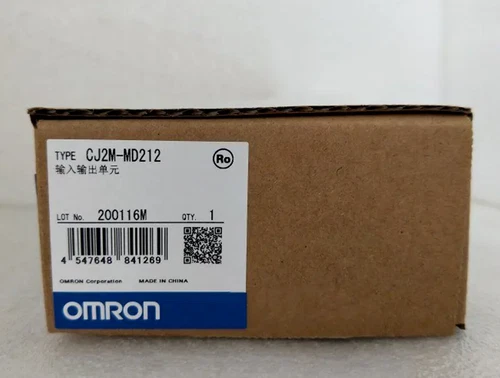 TYPE CJ2M-MD212
Ro
输入输出单元
LOT No. 200116M QTY. 1
4 547648 841269
OMRON Corporation MADE IN CHINA
OMRON